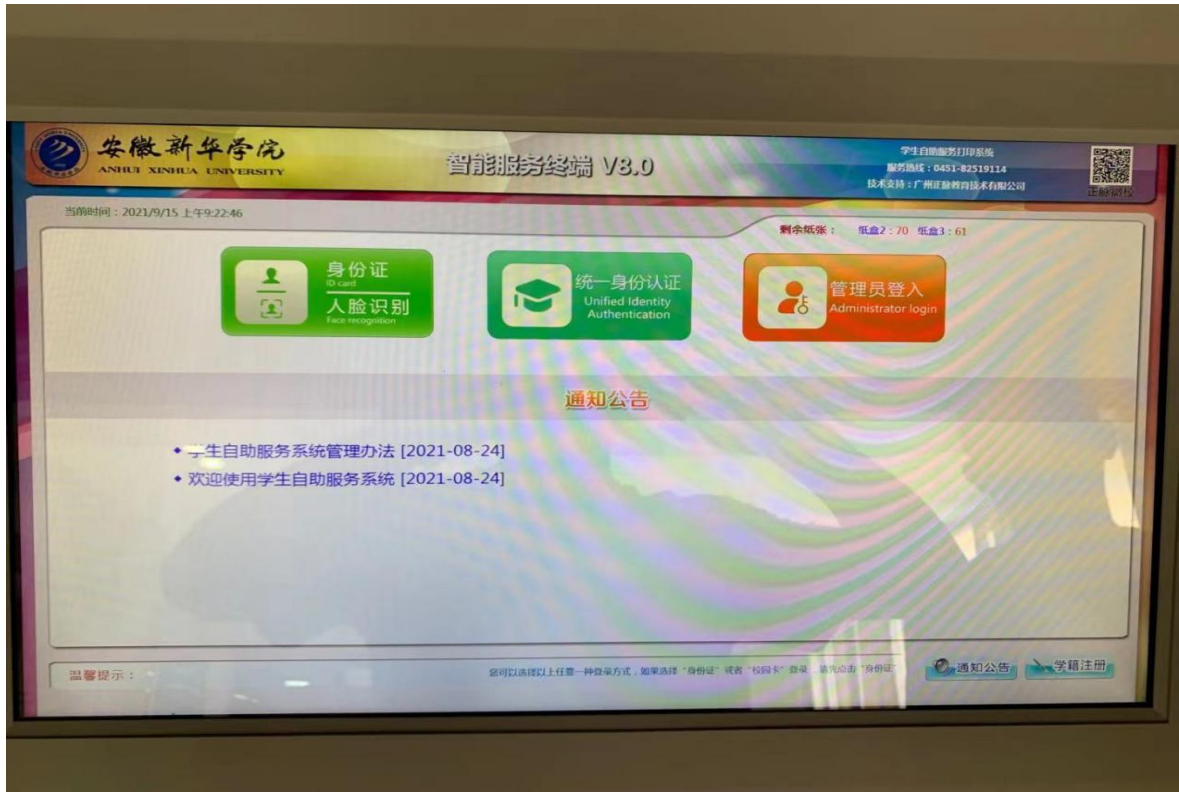 安徽新华学院
ANHUI XINHUA UNIVERSITY
智能服务终端 V8.0
学生自助服务打印系统
服务热线：0451-82519114
技术支持：广州正脉教育技术有限公司
正脉微校
当前时间：2021/9/15 上午9:22:46
剩余纸张： 纸盒2：70 纸盒3：61
身份证
ID card
人脸识别
Face recognition
统一身份认证
Unified Identity
Authentication
管理员登入
Administrator login
通知公告
学生自助服务系统管理办法 [2021-08-24]
欢迎使用学生自助服务系统 [2021-08-24]
温馨提示：
您可以选择以上任意一种登录方式，如果选择“身份证”或者“校园卡”登录，请先点击“身份证”
通知公告
学籍注册